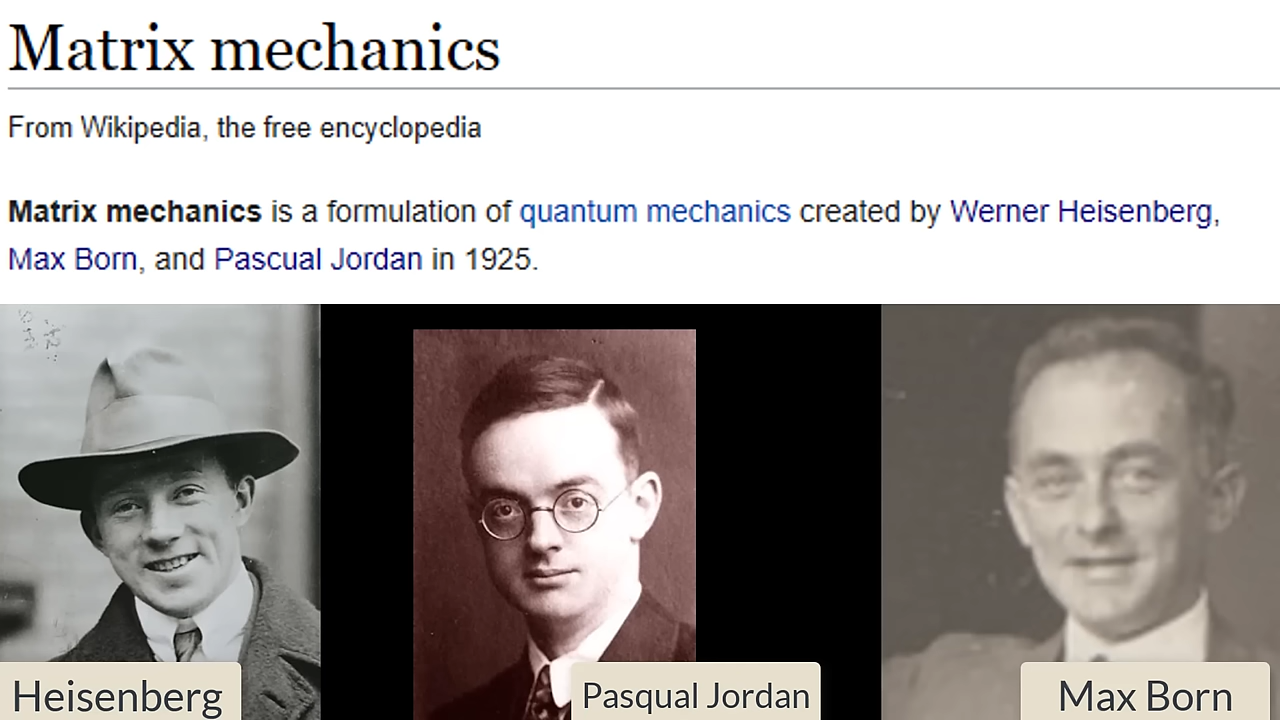 Matrix mechanics
From Wikipedia, the free encyclopedia
Matrix mechanics is a formulation of quantum mechanics created by Werner Heisenberg,
Max Born, and Pascual Jordan in 1925.
Heisenberg
Pasqual Jordan
Max Born